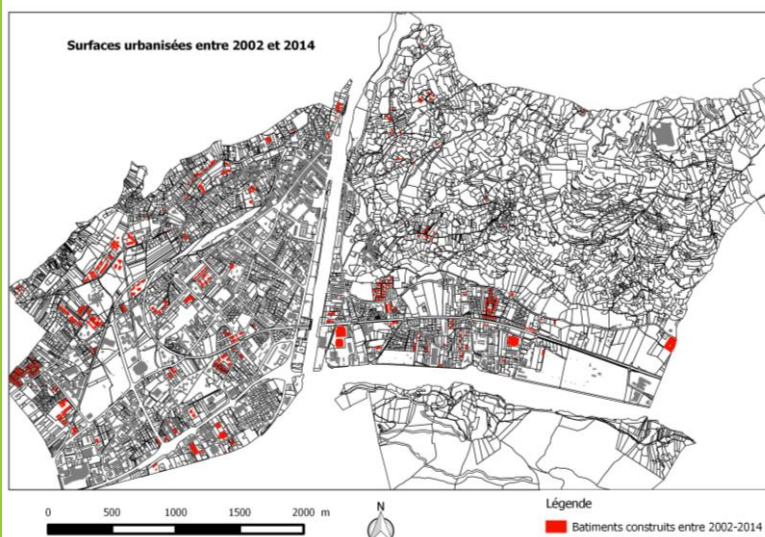 Surfaces urbanisées entre 2002 et 2014
0 500 1000 1500 2000 m
N
Légende
Batiments construits entre 2002-2014